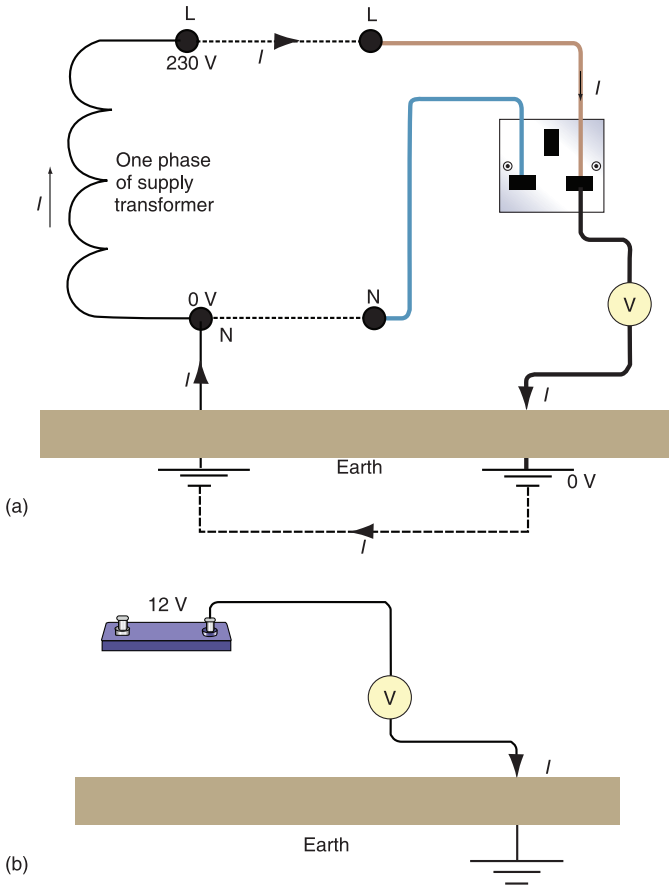 L
L
230 V
I
I
One phase
of supply
transformer
I
V
0 V
N
N
I
I
Earth
0 V
(a)
I
12 V
V
I
Earth
(b)